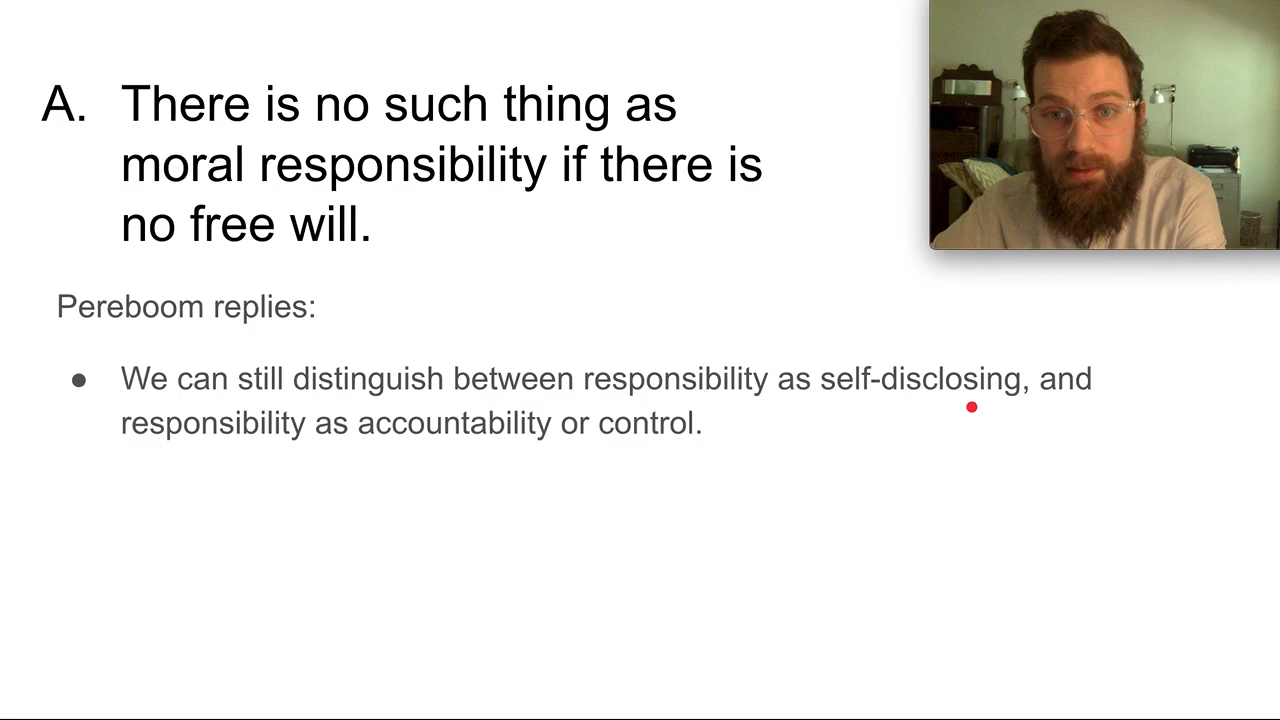 A. There is no such thing as
moral responsibility if there is
no free will.
Pereboom replies:
● We can still distinguish between responsibility as self-disclosing, and
responsibility as accountability or control.